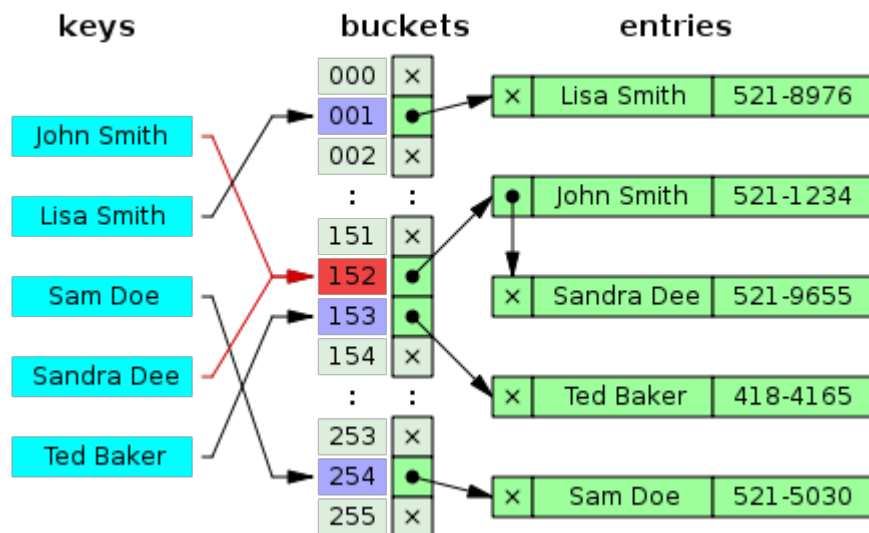 keys
buckets
entries
John Smith
Lisa Smith
Sam Doe
Sandra Dee
Ted Baker
000 ×
001
002 ×
: :
151 ×
152
153
154 ×
: :
253 ×
254
255 ×
× Lisa Smith 521-8976
John Smith 521-1234
× Sandra Dee 521-9655
× Ted Baker 418-4165
× Sam Doe 521-5030